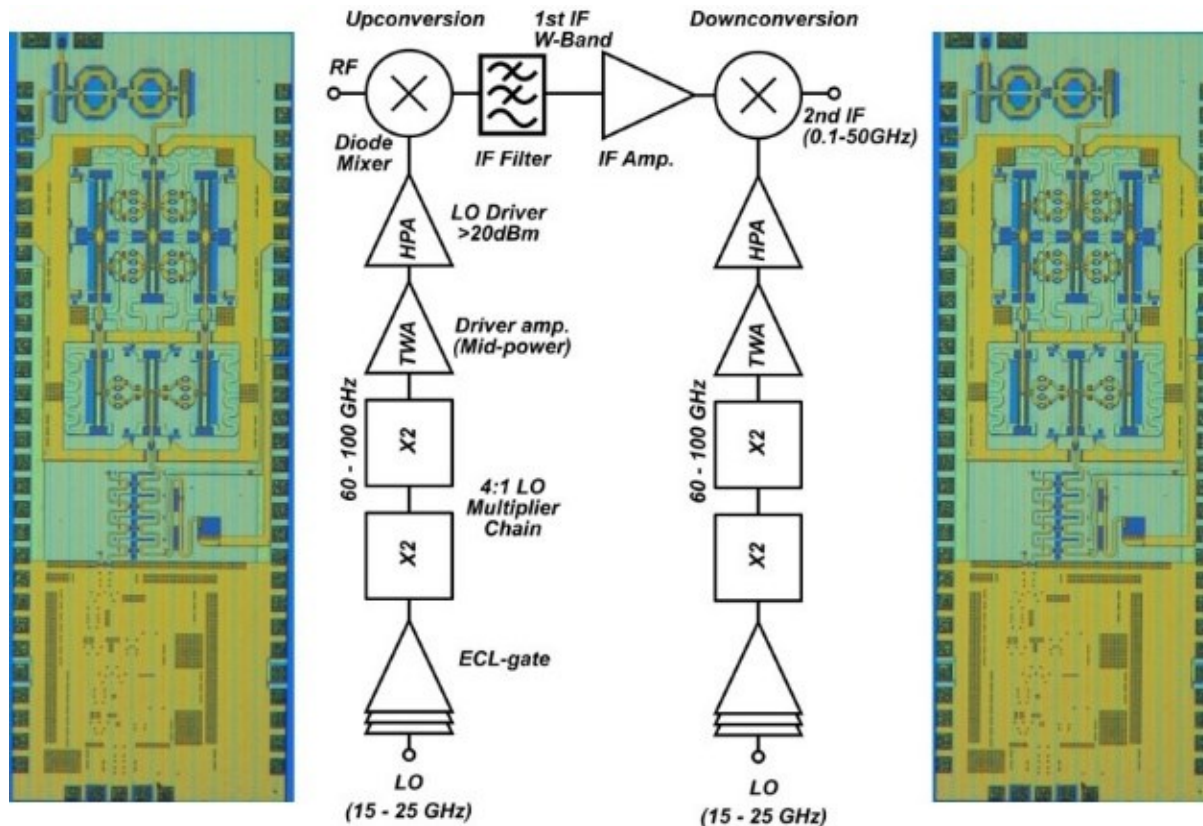 Upconversion
1st IF
W-Band
Downconversion
RF
2nd IF
(0.1-50GHz)
Diode
Mixer
IF Filter
IF Amp.
HPA
LO Driver
>20dBm
HPA
TWA
Driver amp.
(Mid-power)
TWA
60 - 100 GHz
X2
60 - 100 GHz
X2
4:1 LO
Multiplier
Chain
X2
X2
ECL-gate
LO
(15 - 25 GHz)
LO
(15 - 25 GHz)